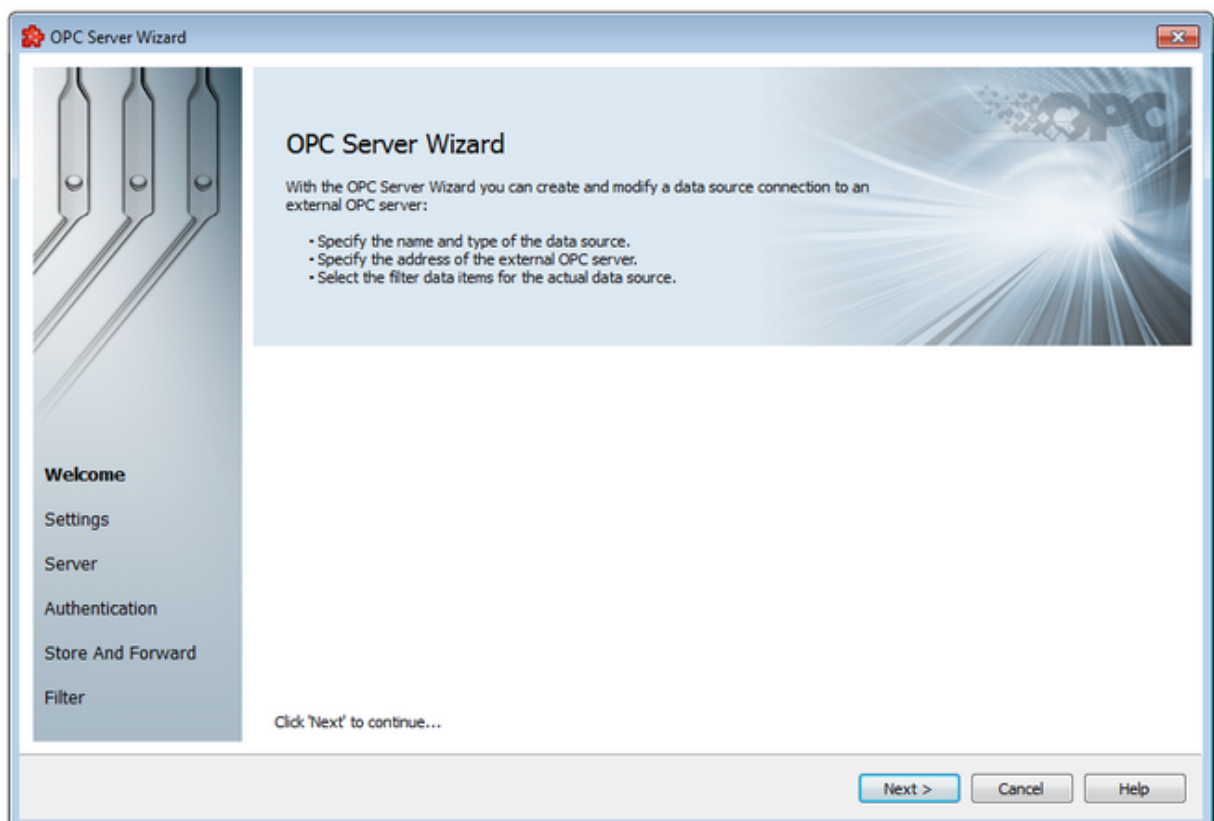 OPC Server Wizard
OPC
OPC Server Wizard
With the OPC Server Wizard you can create and modify a data source connection to an
external OPC server:
- Specify the name and type of the data source.
- Specify the address of the external OPC server.
- Select the filter data items for the actual data source.
Welcome
Settings
Server
Authentication
Store And Forward
Filter
Click 'Next' to continue...
Next >
Cancel
Help